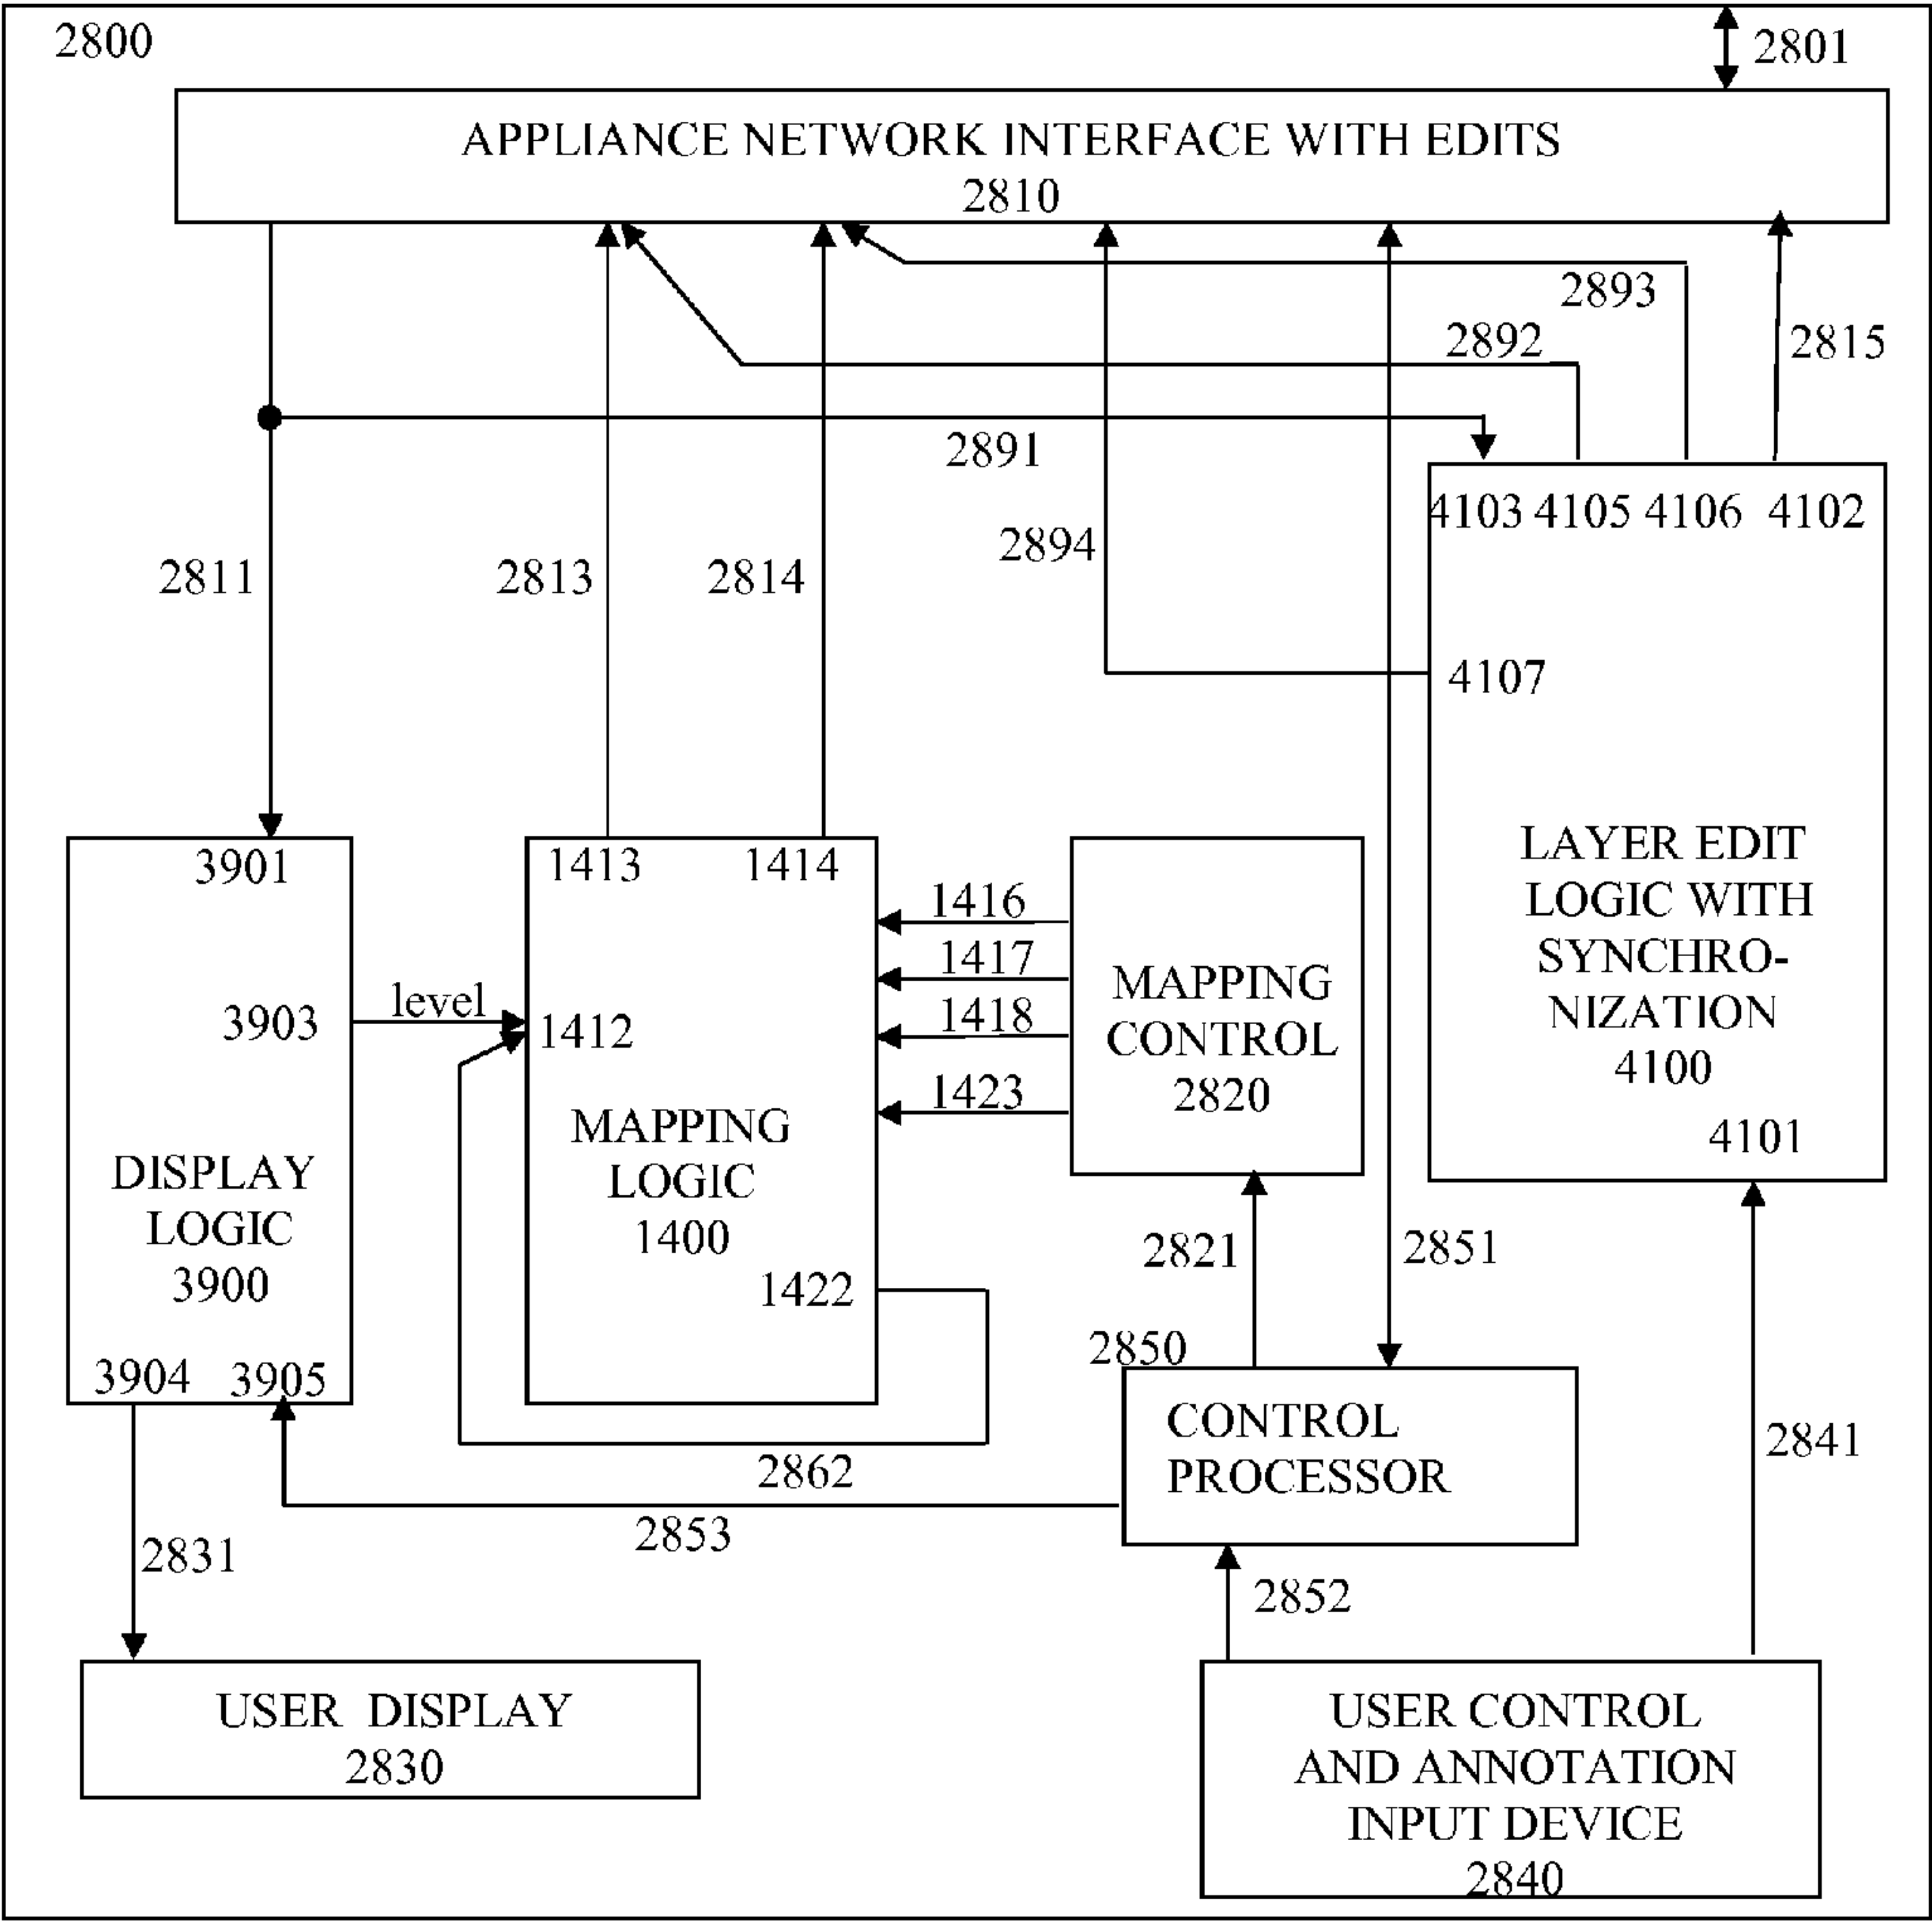 2800
2801
APPLIANCE NETWORK INTERFACE WITH EDITS
2810
2893
2892
2815
2891
4103 4105 4106 4102
2894
2811
2813
2814
4107
3901
1413
1414
LAYER EDIT
LOGIC WITH
SYNCHRO-
NIZATION
4100
4101
1416
1417
1418
1423
MAPPING
CONTROL
2820
level
3903
1412
MAPPING
LOGIC
1400
1422
DISPLAY
LOGIC
3900
3904
3905
2821
2851
2850
CONTROL
PROCESSOR
2841
2862
2853
2831
2852
USER DISPLAY
2830
USER CONTROL
AND ANNOTATION
INPUT DEVICE
2840